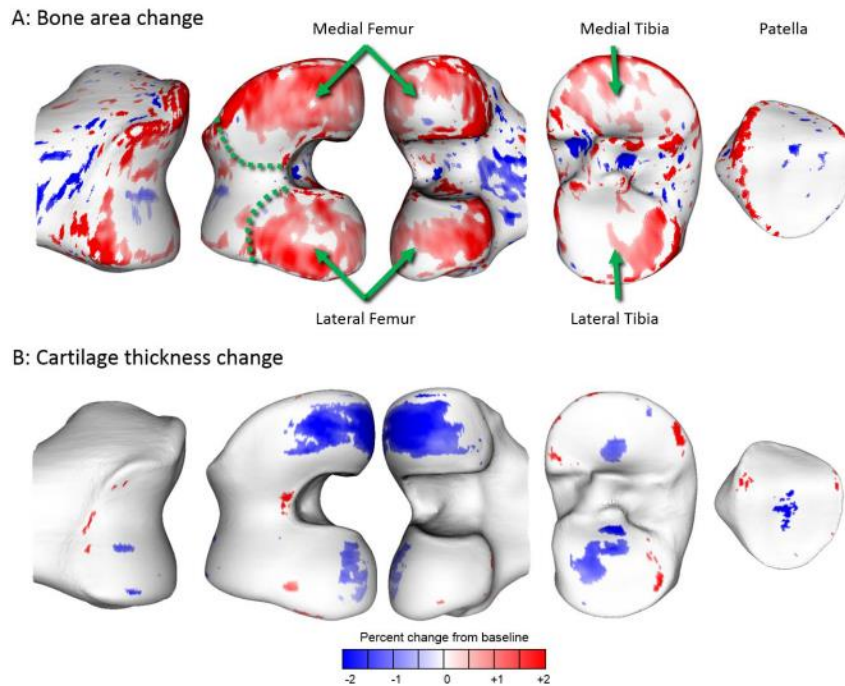 A: Bone area change
Medial Femur
Medial Tibia
Patella
Lateral Femur
Lateral Tibia
B: Cartilage thickness change
Percent change from baseline
-2 -1 0 +1 +2